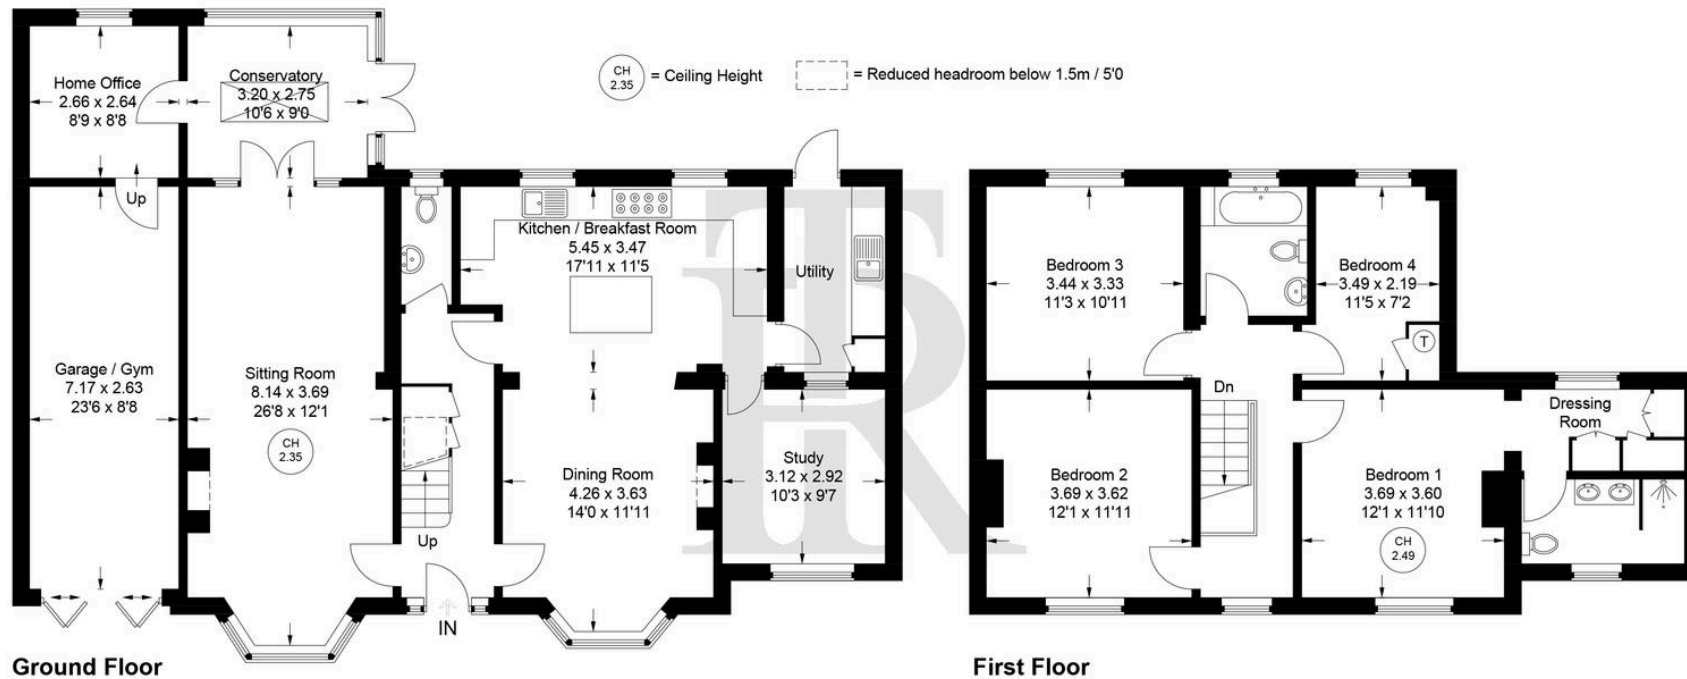 Home Office
2.66 x 2.64
8'9 x 8'8
Conservatory
3.20 x 2.75
10'6 x 9'0
CH
2.35
= Ceiling Height
= Reduced headroom below 1.5m / 5'0
Up
Kitchen / Breakfast Room
5.45 x 3.47
17'11 x 11'5
Utility
Garage / Gym
7.17 x 2.63
23'6 x 8'8
Sitting Room
8.14 x 3.69
26'8 x 12'1
CH
2.35
Dining Room
4.26 x 3.63
14'0 x 11'11
Study
3.12 x 2.92
10'3 x 9'7
Up
IN
Ground Floor
Bedroom 3
3.44 x 3.33
11'3 x 10'11
Bedroom 4
3.49 x 2.19
11'5 x 7'2
T
Dn
Dressing
Room
Bedroom 2
3.69 x 3.62
12'1 x 11'11
Bedroom 1
3.69 x 3.60
12'1 x 11'10
CH
2.49
First Floor